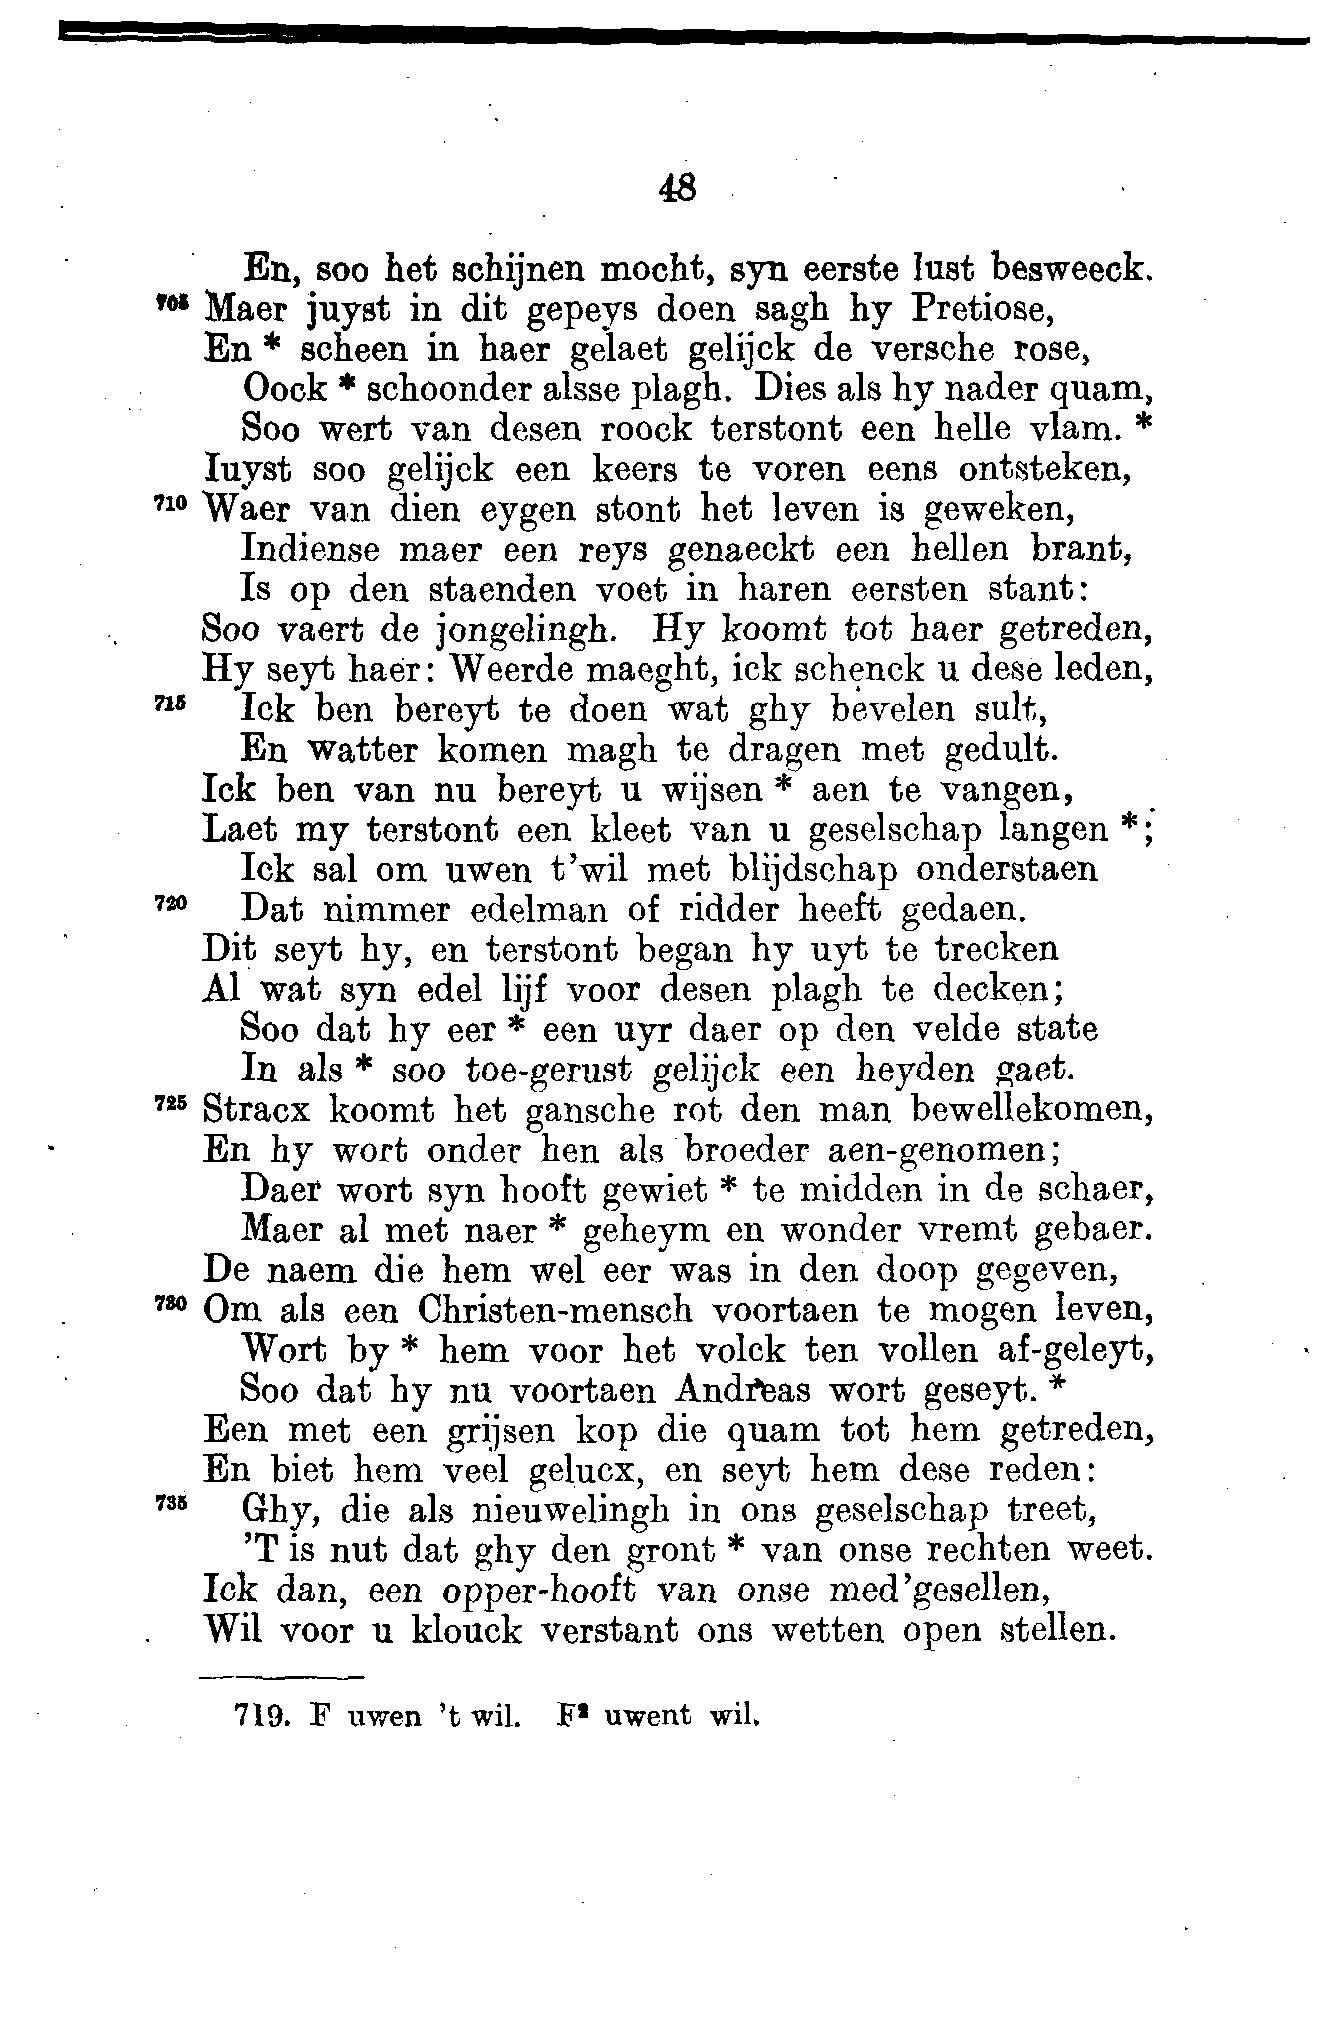 48
En, soo het schijnen mocht, syn eerste lust besweeck.
705 Maer juyst in dit gepeys doen sagh hy Pretiose,
En * scheen in haer gelaet gelijck de versche rose,
Oock * schoonder alsse plagh. Dies als hy nader quam,
Soo wert van desen roock terstont een helle vlam. *
Iuyst soo gelijck een keers te voren eens ontsteken,
710 Waer van dien eygen stont het leven is geweken,
Indiense maer een reys genaeckt een hellen brant,
Is op den staenden voet in haren eersten stant:
Soo vaert de jongelingh. Hy koomt tot haer getreden,
Hy seyt haer: Weerde maeght, ick schenck u dese leden,
715 Ick ben bereyt te doen wat ghy bevelen sult,
En watter komen magh te dragen met gedult.
Ick ben van nu bereyt u wijsen * aen te vangen,
Laet my terstont een kleet van u geselschap langen *;
Ick sal om uwen t'wil met blijdschap onderstaen
720 Dat nimmer edelman of ridder heeft gedaen.
Dit seyt hy, en terstont began hy uyt te trecken
Al wat syn edel lijf voor desen plagh te decken;
Soo dat hy eer * een uyr daer op den velde state
In als * soo toe-gerust gelijck een heyden gaet.
725 Stracx koomt het gansche rot den man bewellekomen,
En hy wort onder hen als broeder aen-genomen;
Daer wort syn hooft gewiet * te midden in de schaer,
Maer al met naer * geheym en wonder vremt gebaer.
De naem die hem wel eer was in den doop gegeven,
730 Om als een Christen-mensch voortaen te mogen leven,
Wort by * hem voor het volck ten vollen af-geleyt,
Soo dat hy nu voortaen Andreas wort geseyt. *
Een met een grijsen kop die quam tot hem getreden,
En biet hem veel gelucx, en seyt hem dese reden:
735 Ghy, die als nieuwelingh in ons geselschap treet,
'T is nut dat ghy den gront * van onse rechten weet.
Ick dan, een opper-hooft van onse med'gesellen,
Wil voor u klouck verstant ons wetten open stellen.
719. F uwen 't wil. F² uwent wil.